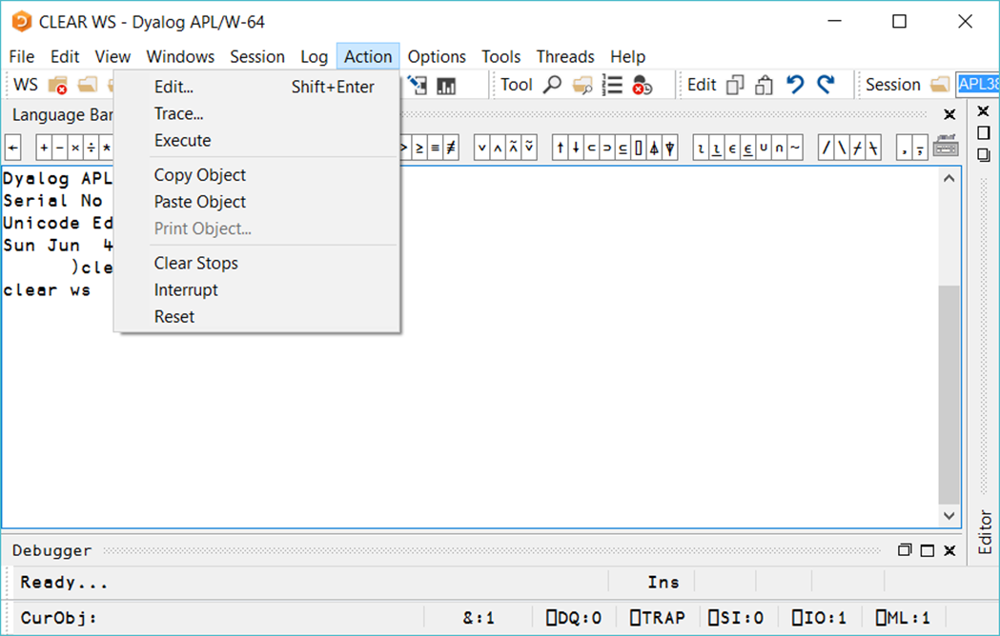 CLEAR WS - Dyalog APL/W-64
File Edit View Windows Session Log Action Options Tools Threads Help
WS Tool Edit Session APL38
Language Bar
← + − × ÷ * > ≥ ≡ ≢ ∨ ∧ ⍲ ⍱ ↑ ↓ ⊂ ⊃ ⊆ ⌷ ⍋ ⍒ ⍳ ⍸ ∊ ⍷ ∪ ∩ ~ / \ ⌿ ⍀ , ⍪
Edit... Shift+Enter
Trace...
Execute
Copy Object
Paste Object
Print Object...
Clear Stops
Interrupt
Reset
Dyalog APL
Serial No
Unicode Ed
Sun Jun 4
)cle
clear ws
Editor
Debugger
Ready... Ins
CurObj: &:1 ⎕DQ:0 ⎕TRAP ⎕SI:0 ⎕IO:1 ⎕ML:1